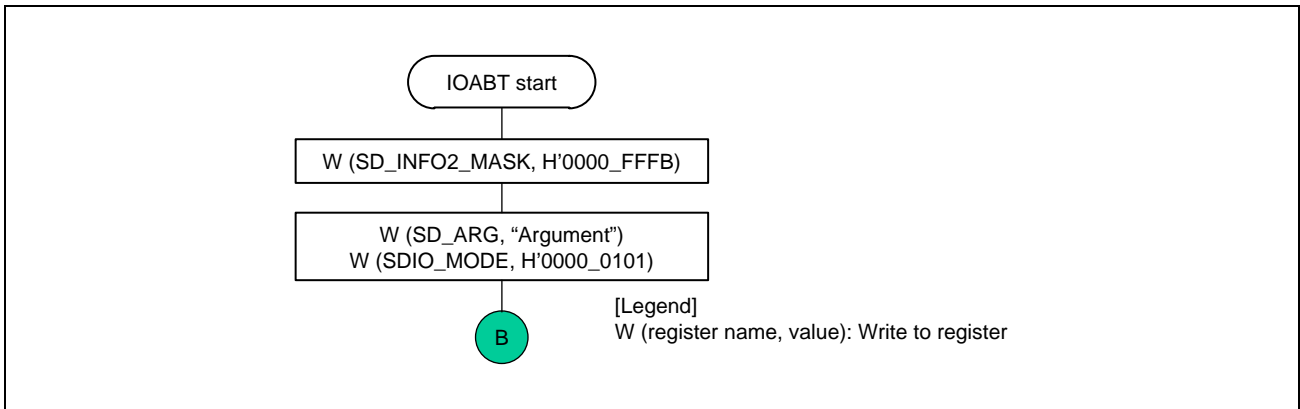 IOABT start
W (SD_INFO2_MASK, H'0000_FFFB)
W (SD_ARG, “Argument”)
W (SDIO_MODE, H'0000_0101)
[Legend]
W (register name, value): Write to register
B